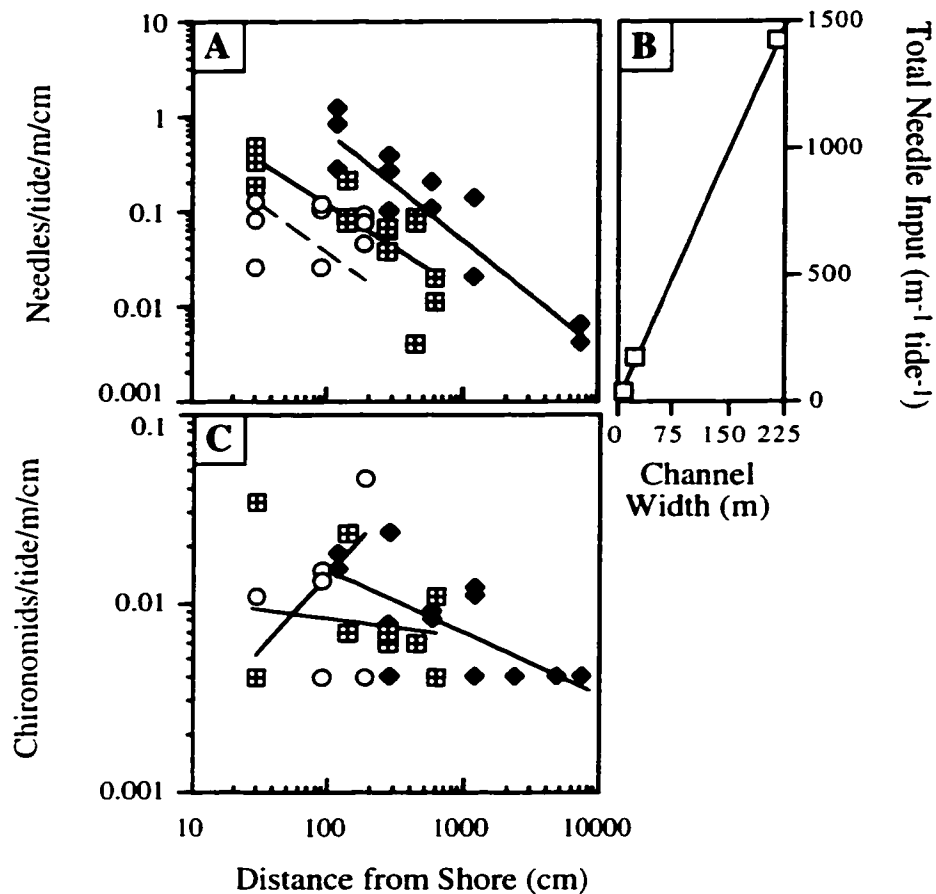 A
Needles/tide/m/cm
10
1
0.1
0.01
0.001
B
Total Needle Input (m-1 tide-1)
1500
1000
500
0
0 75 150 225
Channel
Width (m)
C
Chironomids/tide/m/cm
0.1
0.01
0.001
10 100 1000 10000
Distance from Shore (cm)